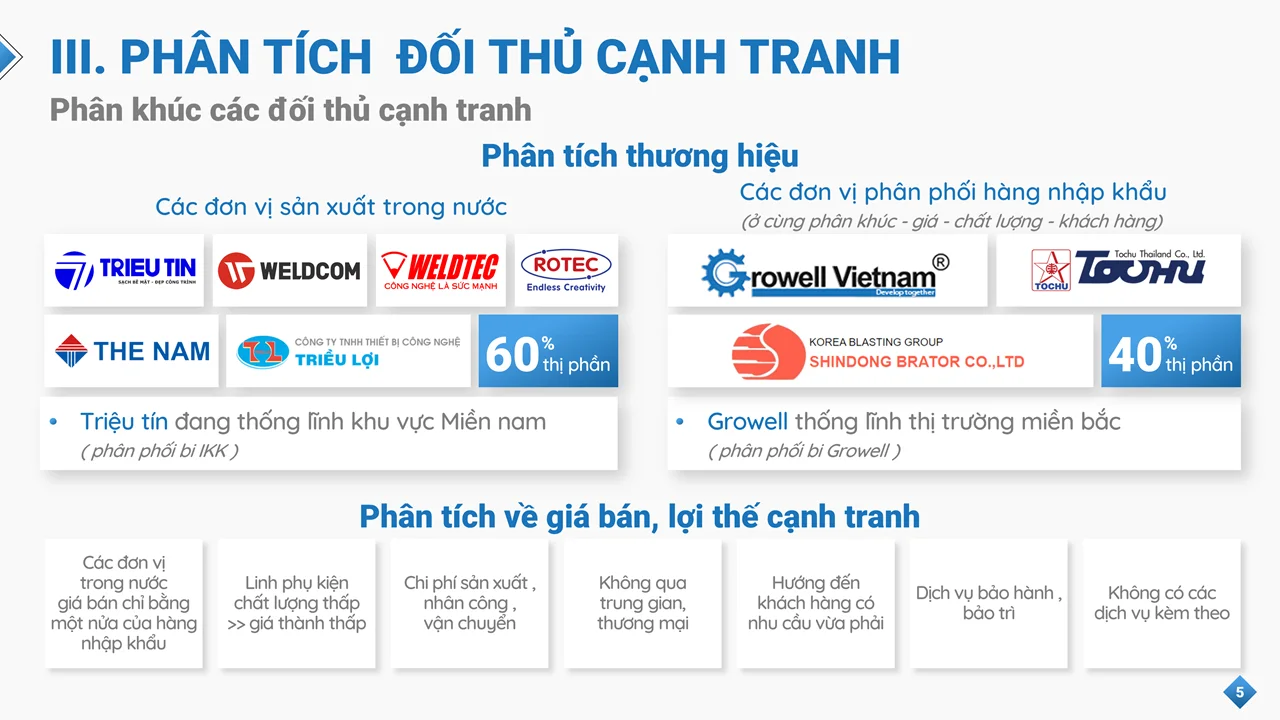 III. PHÂN TÍCH ĐỐI THỦ CẠNH TRANH
Phân khúc các đối thủ cạnh tranh
Phân tích thương hiệu
Các đơn vị sản xuất trong nước
TRIEU TIN
SẠCH BỀ MẶT - ĐẸP CÔNG TRÌNH
WELDCOM
WELDTEC
CÔNG NGHỆ LÀ SỨC MẠNH
ROTEC
Endless Creativity
THE NAM
CÔNG TY TNHH THIẾT BỊ CÔNG NGHỆ
TRIỀU LỢI
60% thị phần
Triệu tín đang thống lĩnh khu vực Miền nam
( phân phối bi IKK )
Các đơn vị phân phối hàng nhập khẩu
(ở cùng phân khúc - giá - chất lượng - khách hàng)
Growell Vietnam®
Develop together
TOCHU
Tochu Thailand Co., Ltd.
TOCHU
KOREA BLASTING GROUP
SHINDONG BRATOR CO.,LTD
40% thị phần
Growell thống lĩnh thị trường miền bắc
( phân phối bi Growell )
Phân tích về giá bán, lợi thế cạnh tranh
Các đơn vị
trong nước
giá bán chỉ bằng
một nửa của hàng
nhập khẩu
Linh phụ kiện
chất lượng thấp
>> giá thành thấp
Chi phí sản xuất ,
nhân công ,
vận chuyển
Không qua
trung gian,
thương mại
Hướng đến
khách hàng có
nhu cầu vừa phải
Dịch vụ bảo hành ,
bảo trì
Không có các
dịch vụ kèm theo
5